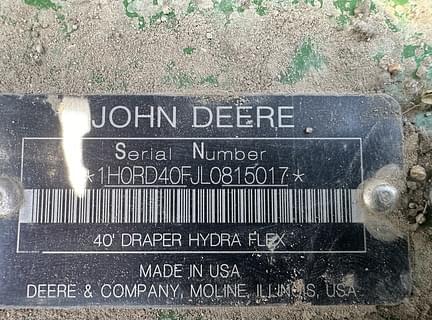 JOHN DEERE
Serial Number
*1H0RD40FJL0815017*
40' DRAPER HYDRA FLEX
MADE IN USA
DEERE & COMPANY, MOLINE, ILLINOIS, USA